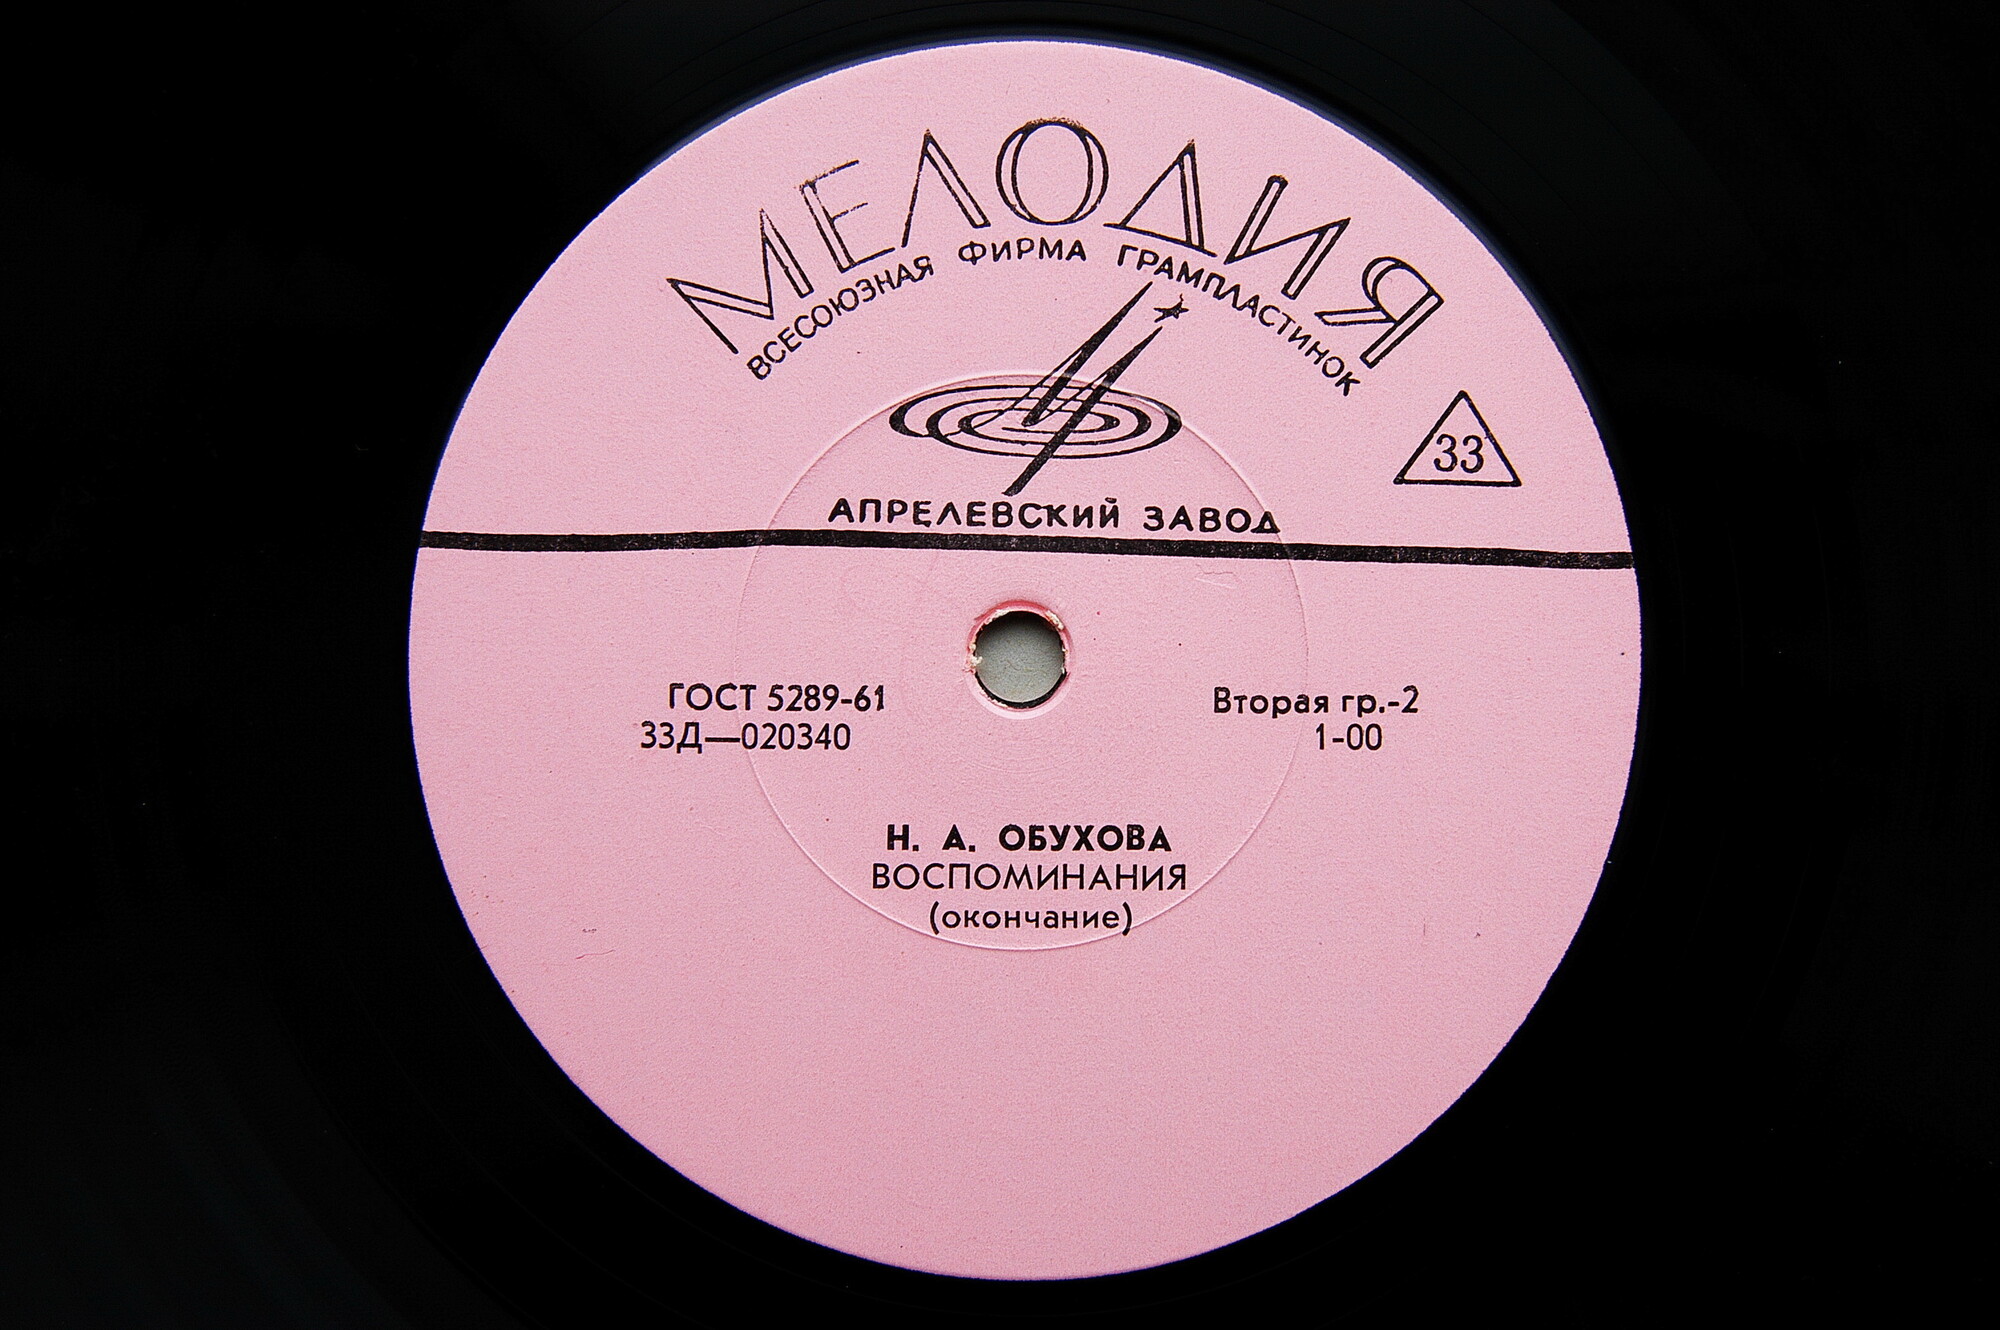 МЕЛОДИЯ
ВСЕСОЮЗНАЯ ФИРМА ГРАМПЛАСТИНОК
33
АПРЕЛЕВСКИЙ ЗАВОД
ГОСТ 5289-61
33Д—020340
Вторая гр.-2
1-00
Н. А. ОБУХОВА
ВОСПОМИНАНИЯ
(окончание)